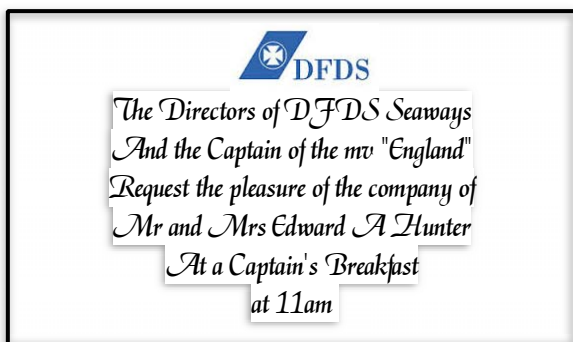 DFDS
The Directors of DFDS Seaways
And the Captain of the mv "England"
Request the pleasure of the company of
Mr and Mrs Edward A Hunter
At a Captain's Breakfast
at 11am